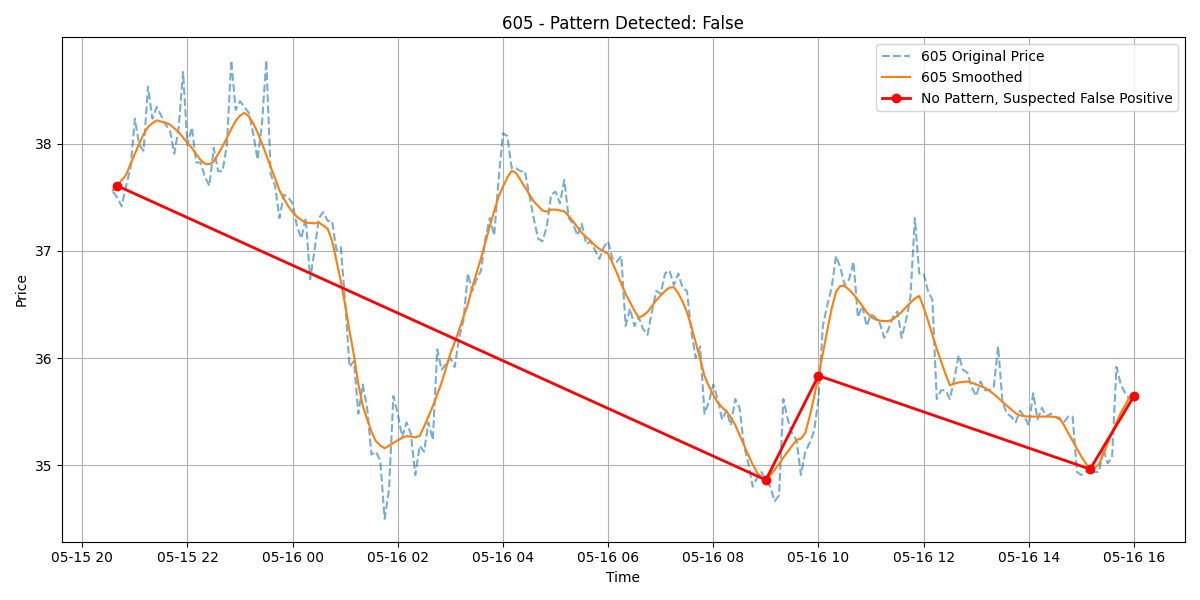 605 - Pattern Detected: False
605 Original Price
605 Smoothed
No Pattern, Suspected False Positive
Price
38
37
36
35
05-15 20
05-15 22
05-16 00
05-16 02
05-16 04
05-16 06
05-16 08
05-16 10
05-16 12
05-16 14
05-16 16
Time